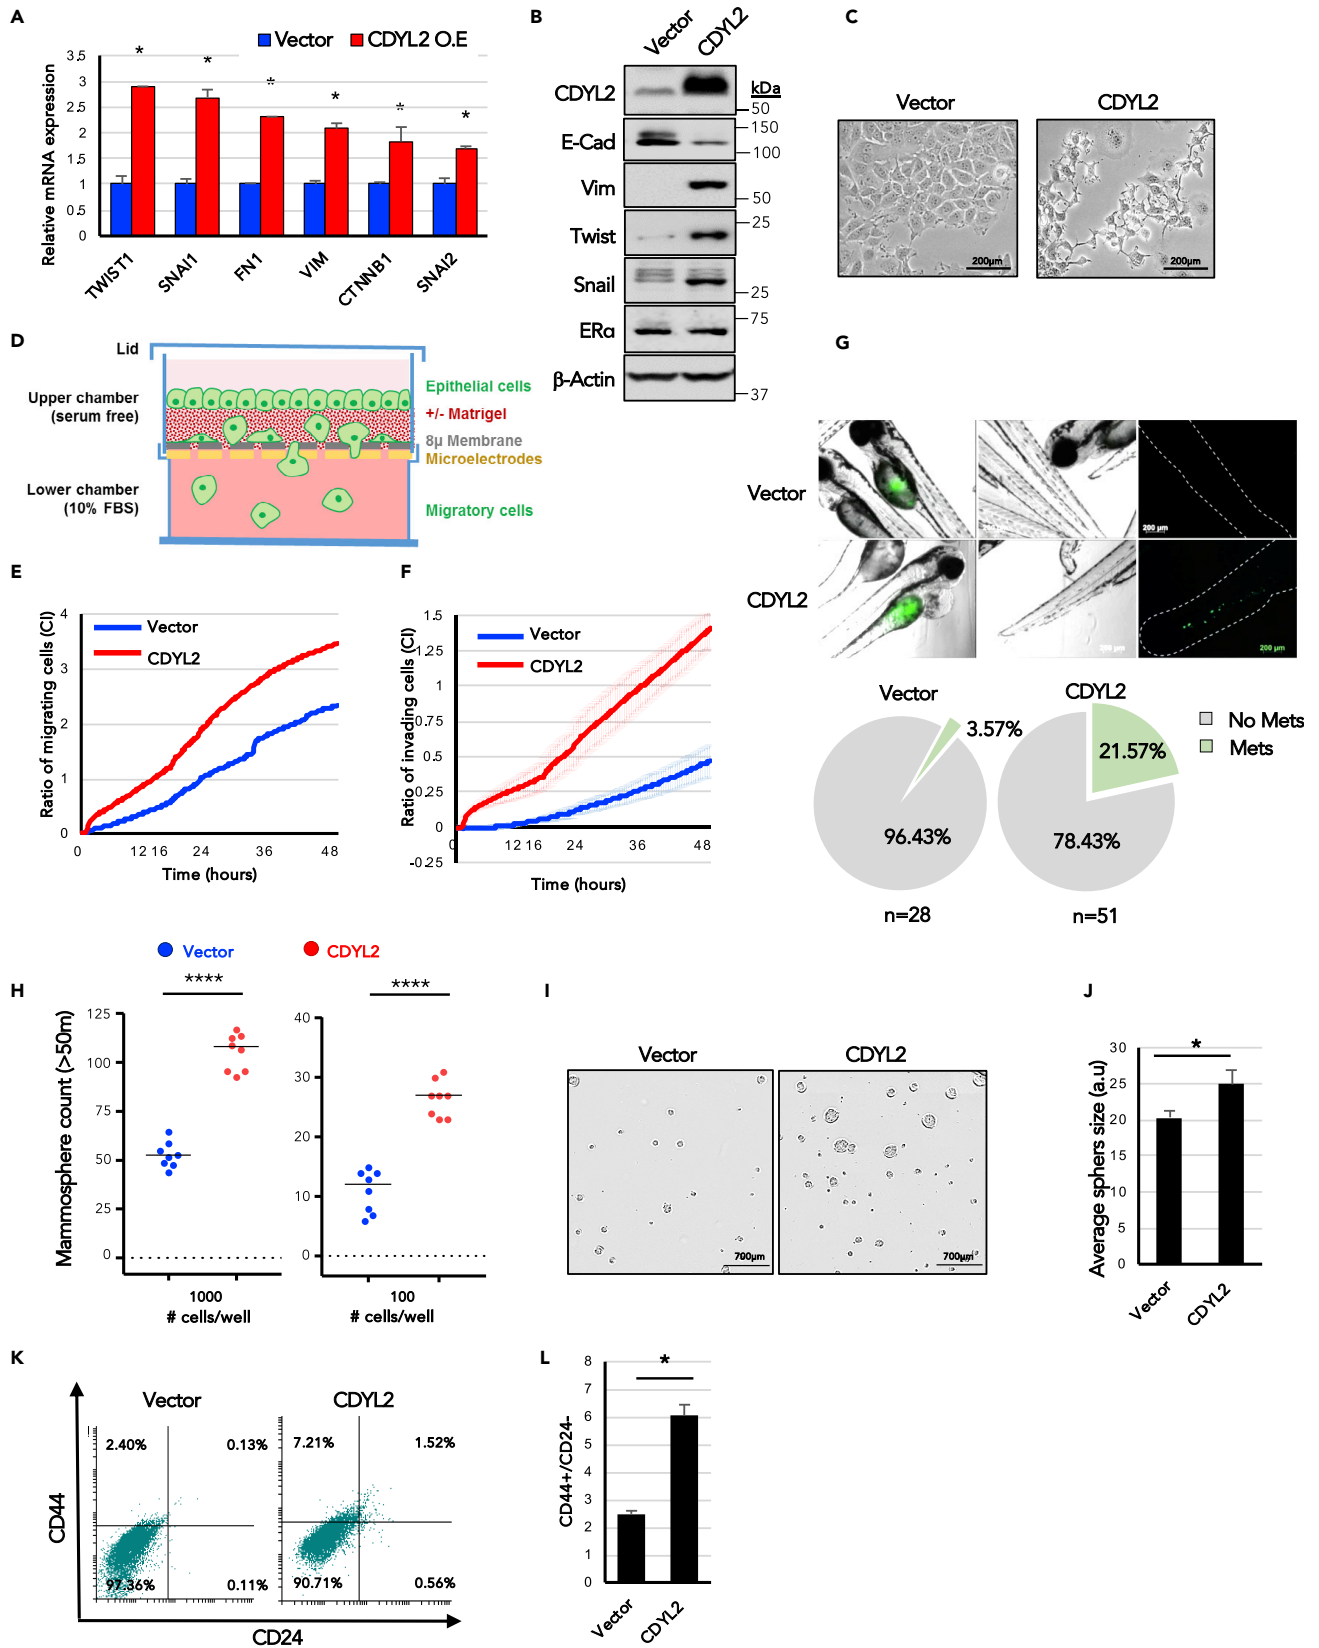 A
Vector
CDYL2 O.E
Relative mRNA expression
3.5
3
2.5
2
1.5
1
0.5
0
*
*
*
*
*
*
TWIST1
SNAI1
FN1
VIM
CTNNB1
SNAI2
B
Vector
CDYL2
kDa
CDYL2
50
E-Cad
150
100
Vim
50
Twist
25
Snail
25
ERα
75
β-Actin
37
C
Vector
CDYL2
200μm
200μm
D
Lid
Upper chamber
(serum free)
Lower chamber
(10% FBS)
Epithelial cells
+/- Matrigel
8μ Membrane
Microelectrodes
Migratory cells
G
Vector
CDYL2
200 μm
200 μm
200 μm
200 μm
Vector
CDYL2
3.57%
96.43%
21.57%
78.43%
No Mets
Mets
n=28
n=51
E
Ratio of migrating cells (CI)
4
3
2
1
0
Vector
CDYL2
0
12
16
24
36
48
Time (hours)
F
Ratio of invading cells (CI)
1.5
1.25
1
0.75
0.5
0.25
0
-0.25
Vector
CDYL2
0
12
16
24
36
48
Time (hours)
Vector
CDYL2
H
Mammosphere count (>50m)
****
125
100
75
50
25
0
1000
# cells/well
****
40
30
20
10
0
100
# cells/well
I
Vector
CDYL2
700μm
700μm
J
Average sphers size (a.u)
30
25
20
15
10
5
0
*
Vector
CDYL2
K
Vector
CDYL2
2.40%
0.13%
97.36%
0.11%
7.21%
1.52%
90.71%
0.56%
CD44
CD24
L
CD44+/CD24-
8
7
6
5
4
3
2
1
0
*
Vector
CDYL2